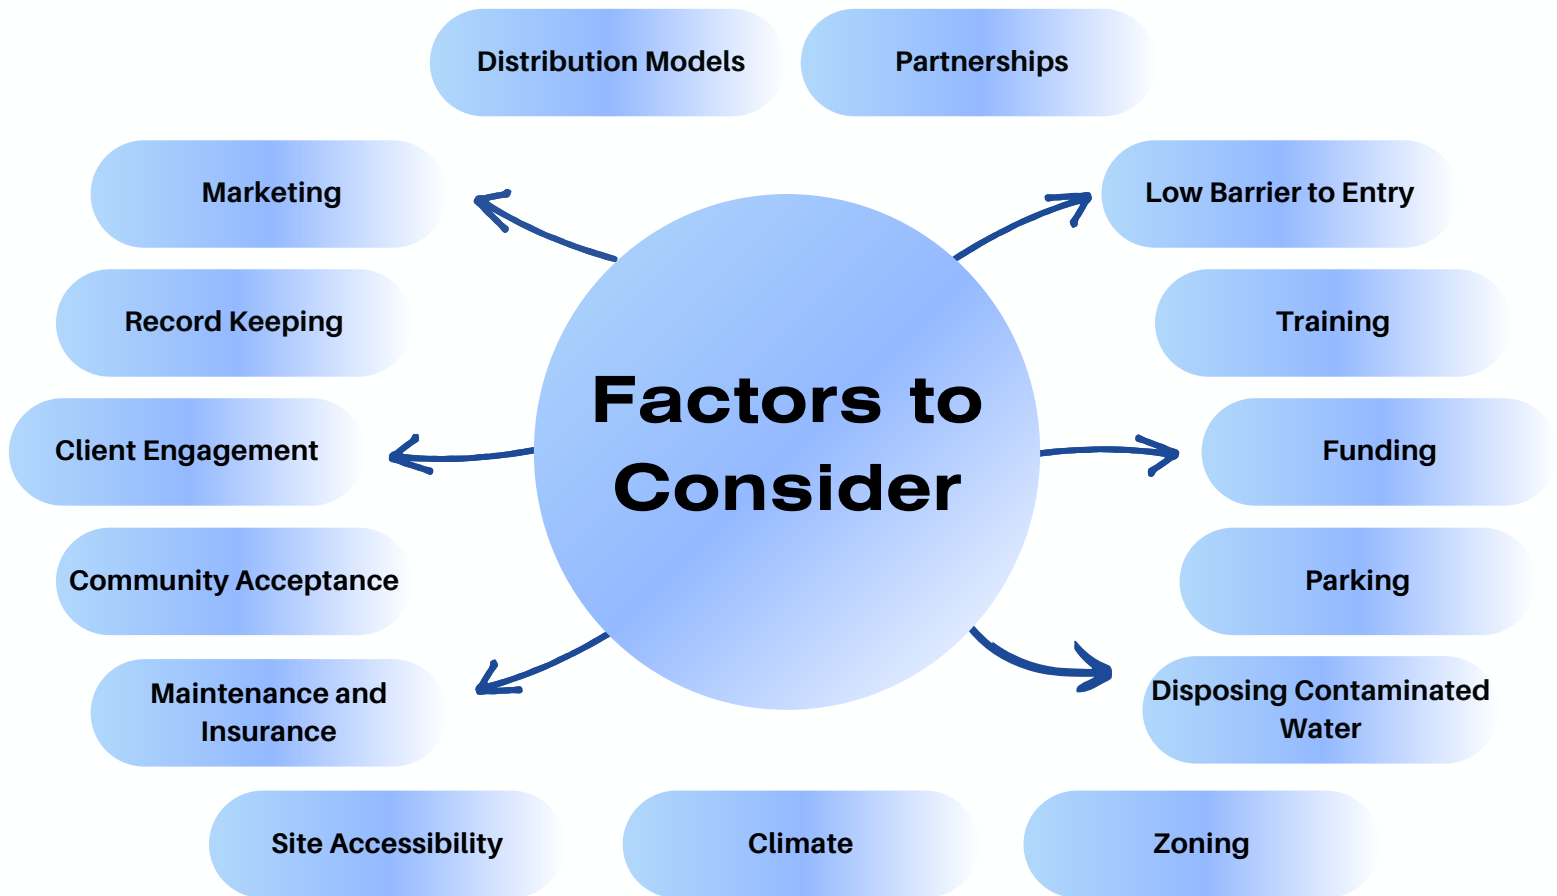 Distribution Models
Partnerships
Marketing
Low Barrier to Entry
Record Keeping
Training
Factors to
Consider
Client Engagement
Funding
Community Acceptance
Parking
Maintenance and
Insurance
Disposing Contaminated
Water
Site Accessibility
Climate
Zoning